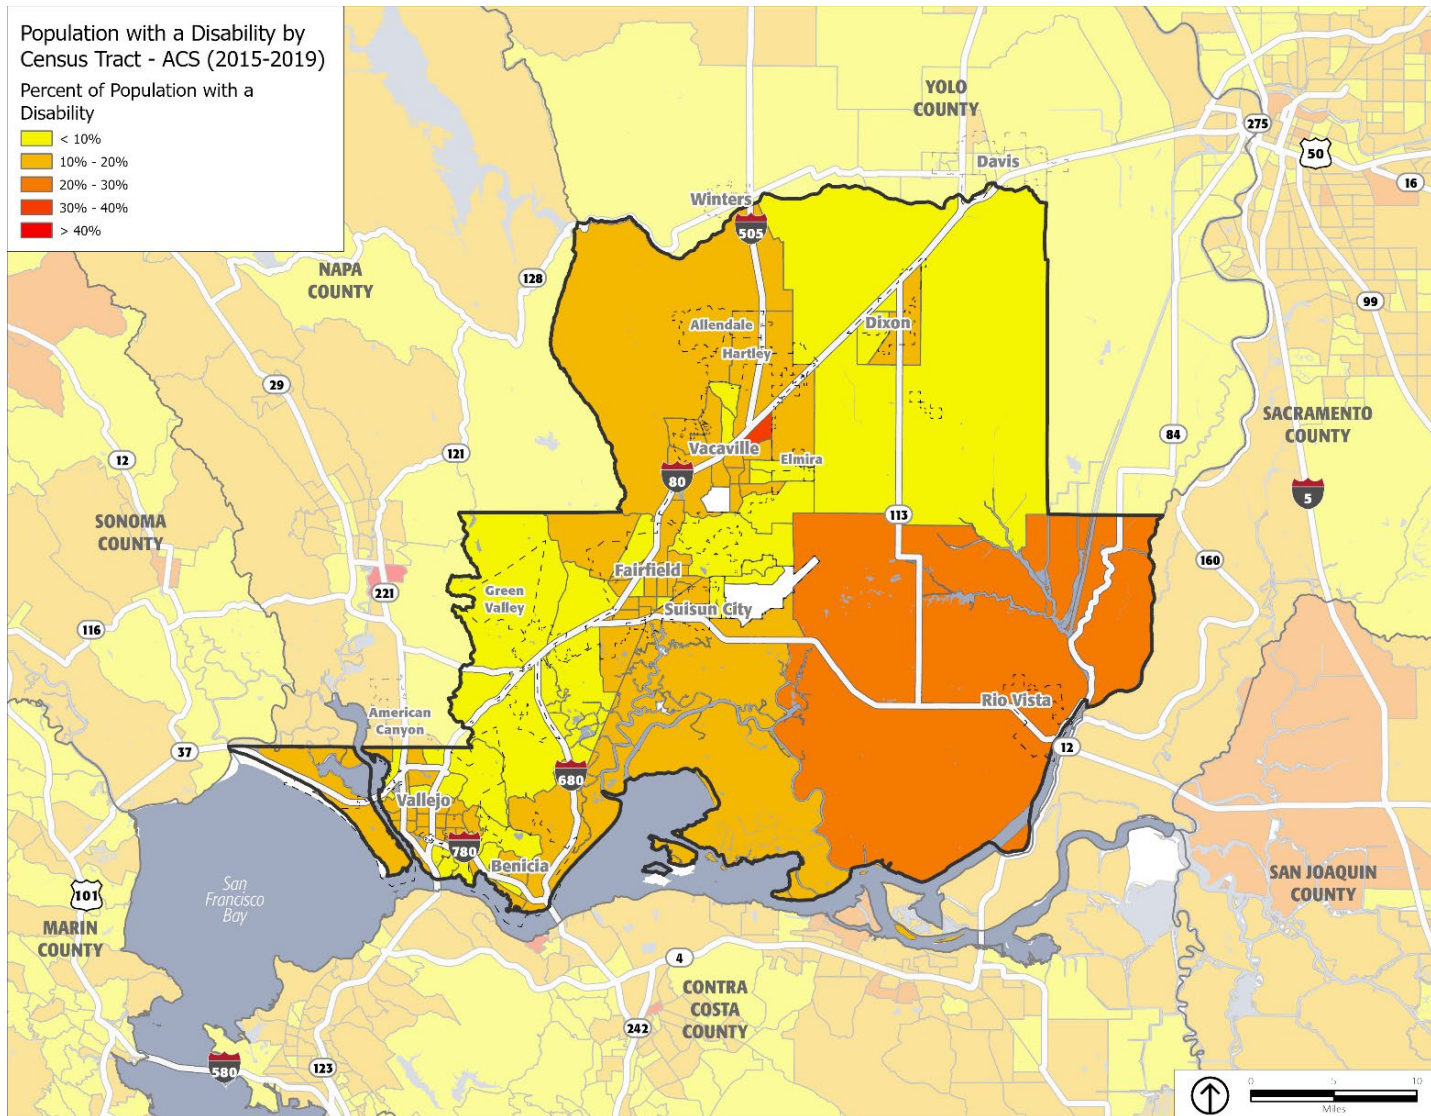 Population with a Disability by
Census Tract - ACS (2015-2019)
Percent of Population with a
Disability
< 10%
10% - 20%
20% - 30%
30% - 40%
> 40%
YOLO
COUNTY
275
50
Davis
16
Winters
505
NAPA
COUNTY
128
99
Allendale
Dixon
Hartley
29
SACRAMENTO
COUNTY
84
12
121
Vacaville
Elmira
80
5
SONOMA
COUNTY
113
160
Fairfield
Green
Valley
221
Suisun City
116
Rio Vista
American
Canyon
37
12
680
Vallejo
780
Benicia
SAN JOAQUIN
COUNTY
San
Francisco
Bay
101
MARIN
COUNTY
4
CONTRA
COSTA
COUNTY
242
580
123
0 5 10
Miles